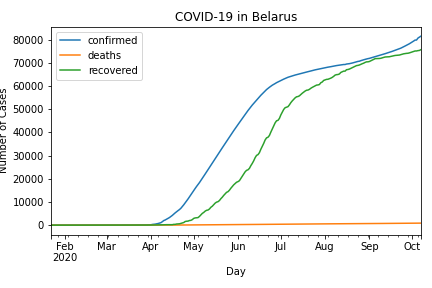 COVID-19 in Belarus
confirmed
deaths
recovered
80000
70000
60000
50000
40000
30000
20000
10000
0
Number of Cases
Feb Mar Apr May Jun Jul Aug Sep Oct
2020
Day